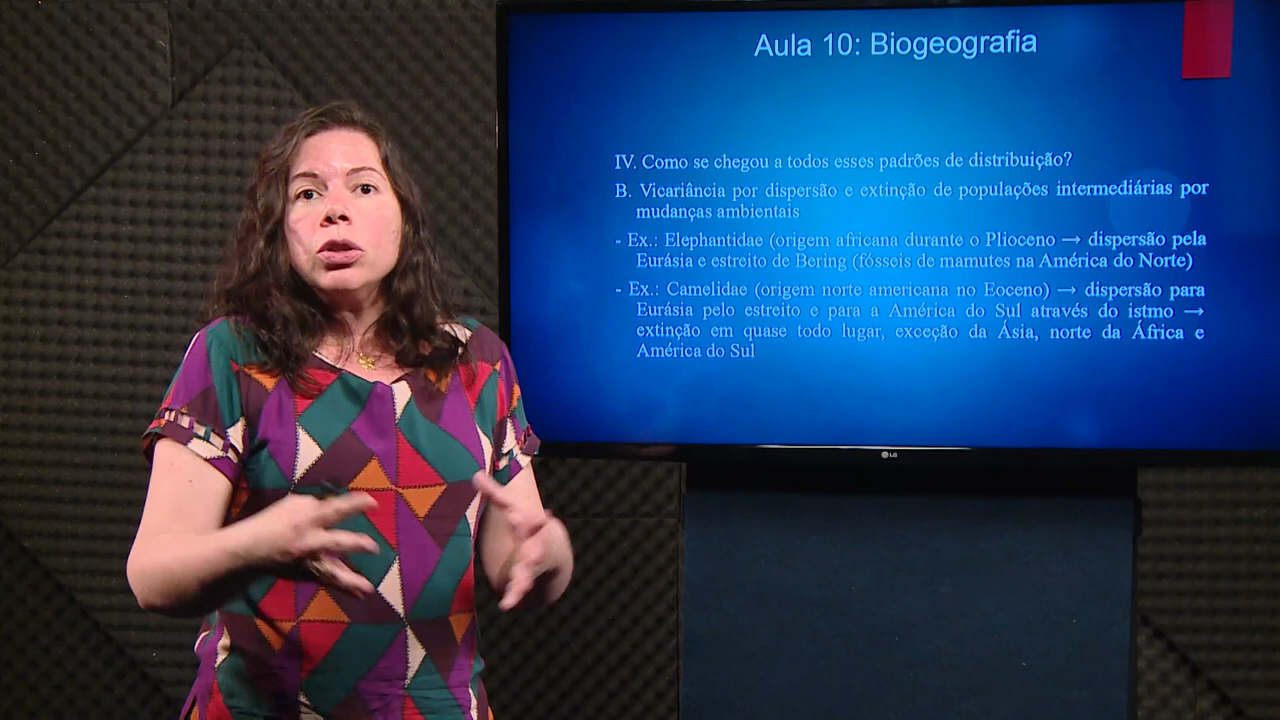 Aula 10: Biogeografia
IV. Como se chegou a todos esses padrões de distribuição?
B. Vicariância por dispersão e extinção de populações intermediárias por
mudanças ambientais
- Ex.: Elephantidae (origem africana durante o Plioceno → dispersão pela
Eurásia e estreito de Bering (fósseis de mamutes na América do Norte)
- Ex.: Camelidae (origem norte americana no Eoceno) → dispersão para
Eurásia pelo estreito e para a América do Sul através do istmo →
extinção em quase todo lugar, exceção da Ásia, norte da África e
América do Sul
LG